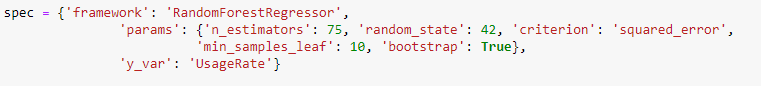 spec = {'framework': 'RandomForestRegressor',
'params': {'n_estimators': 75, 'random_state': 42, 'criterion': 'squared_error',
'min_samples_leaf': 10, 'bootstrap': True},
'y_var': 'UsageRate'}